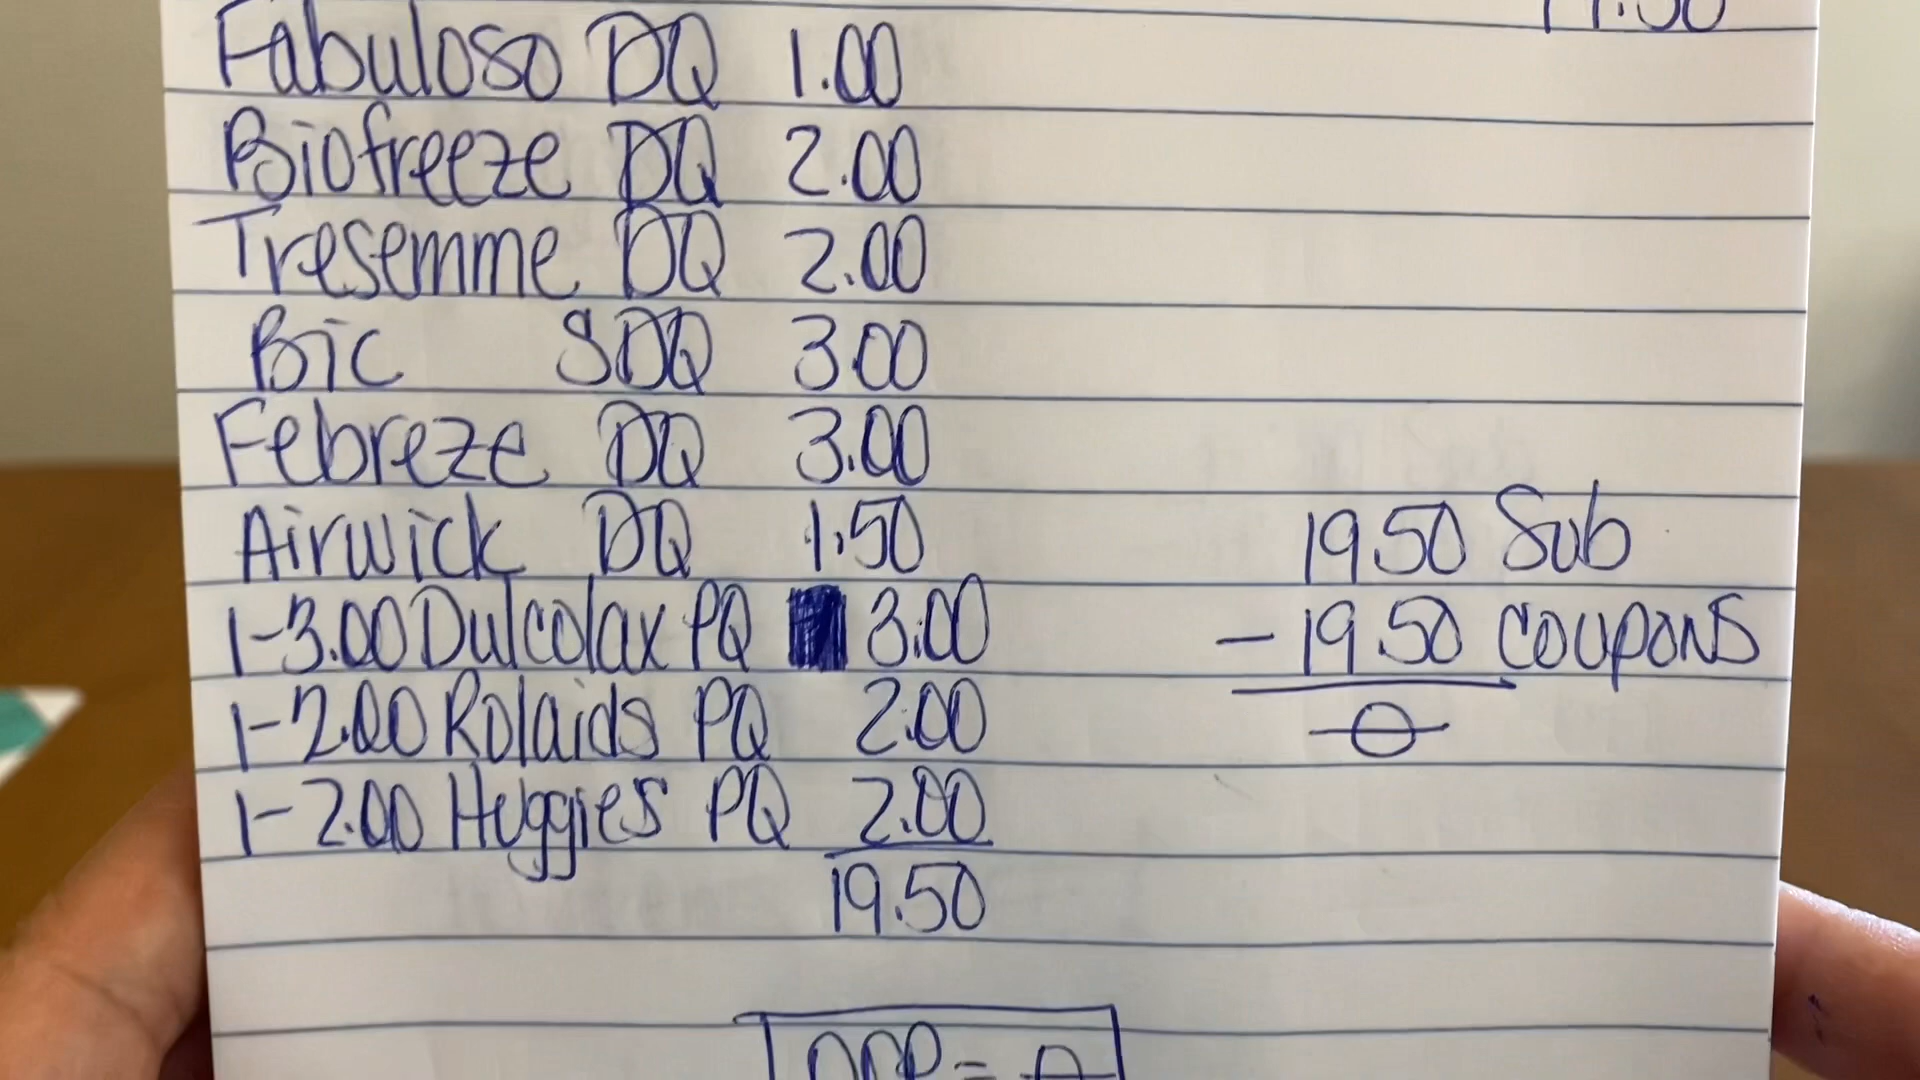 Fabuloso DQ 1.00
Biofreeze DQ 2.00
Tresemme DQ 2.00
Bic SDQ 3.00
Febreze DQ 3.00
Airwick DQ 1.50
1-3.00 Dulcolax PQ 3.00
1-2.00 Rolaids PQ 2.00
1-2.00 Huggies PQ 2.00
19.50
19.50 Sub
- 19.50 COUPONS
0
OOP = 0